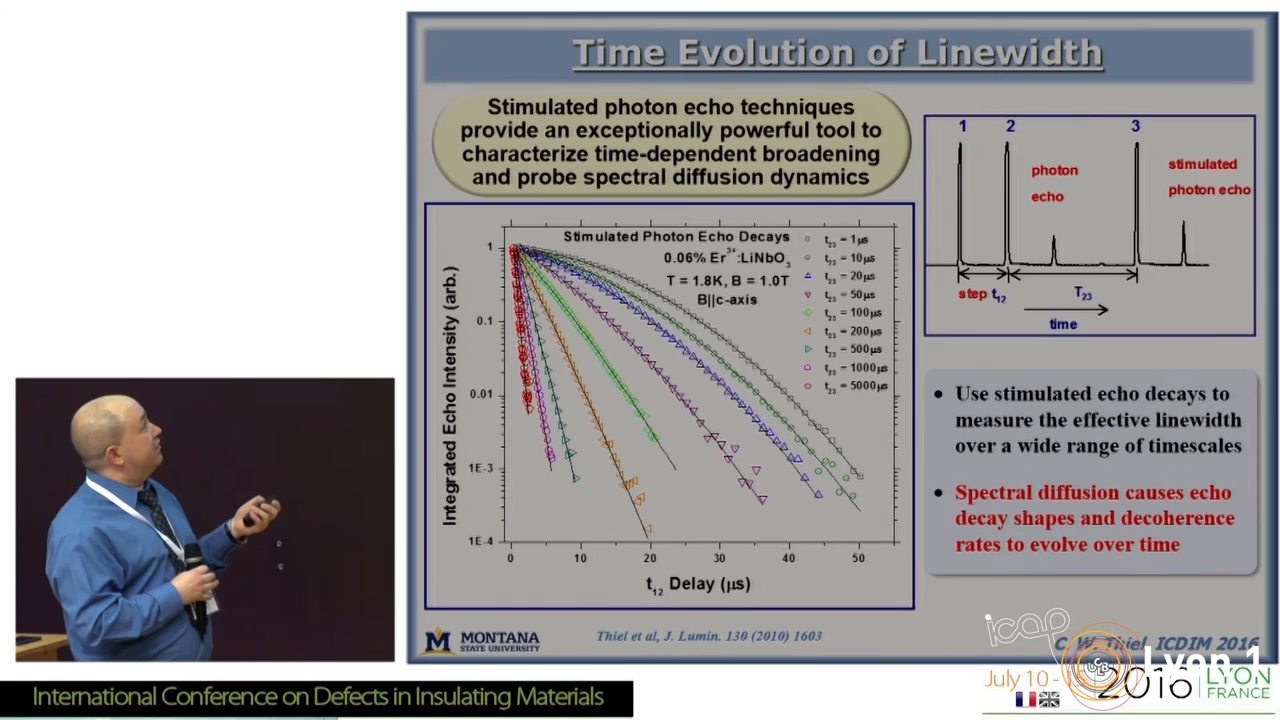 Time Evolution of Linewidth
Stimulated photon echo techniques
provide an exceptionally powerful tool to
characterize time-dependent broadening
and probe spectral diffusion dynamics
1 2 3
photon
echo
stimulated
photon echo
step t12
T23
time
Stimulated Photon Echo Decays
0.06% Er3+:LiNbO3
T = 1.8K, B = 1.0T
B||c-axis
t23 = 1μs
t23 = 10μs
t23 = 20μs
t23 = 50μs
t23 = 100μs
t23 = 200μs
t23 = 500μs
t23 = 1000μs
t23 = 5000μs
Integrated Echo Intensity (arb.)
1
0.1
0.01
1E-3
1E-4
0 10 20 30 40 50
t12 Delay (μs)
• Use stimulated echo decays to
measure the effective linewidth
over a wide range of timescales
• Spectral diffusion causes echo
decay shapes and decoherence
rates to evolve over time
M MONTANA
STATE UNIVERSITY
Thiel et al, J. Lumin. 130 (2010) 1603
icap
C.W. Thiel, ICDIM 2016
UCB Lyon 1
July 10 -
2016
LYON
FRANCE
International Conference on Defects in Insulating Materials